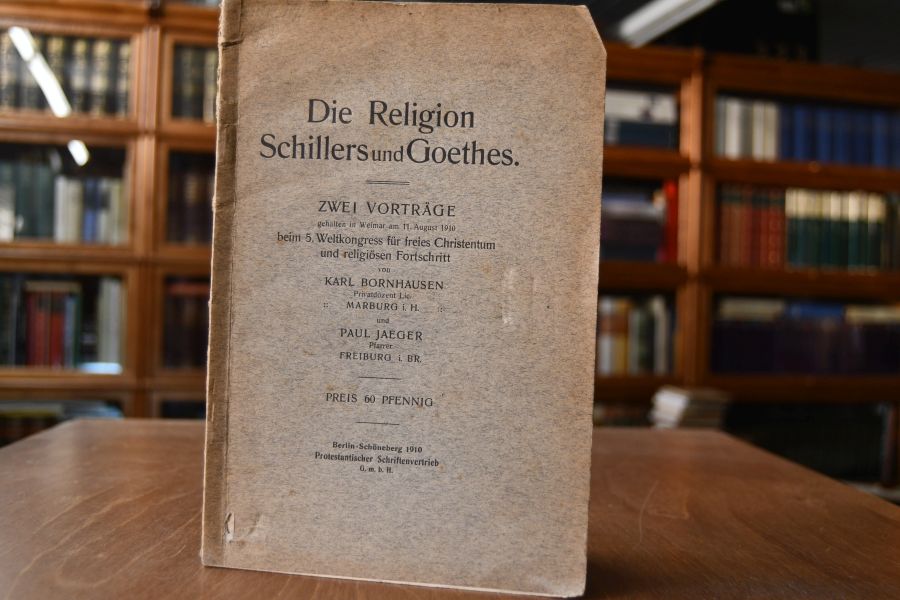 Die Religion
Schillers und Goethes.
ZWEI VORTRÄGE
gehalten in Weimar am 11. August 1910
beim 5. Weltkongress für freies Christentum
und religiösen Fortschritt
von
KARL BORNHAUSEN
Privatdozent Lic.
:: MARBURG i. H. ::
und
PAUL JAEGER
Pfarrer
FREIBURG i. BR.
PREIS 60 PFENNIG
Berlin-Schöneberg 1910
Protestantischer Schriftenvertrieb
G. m. b. H.